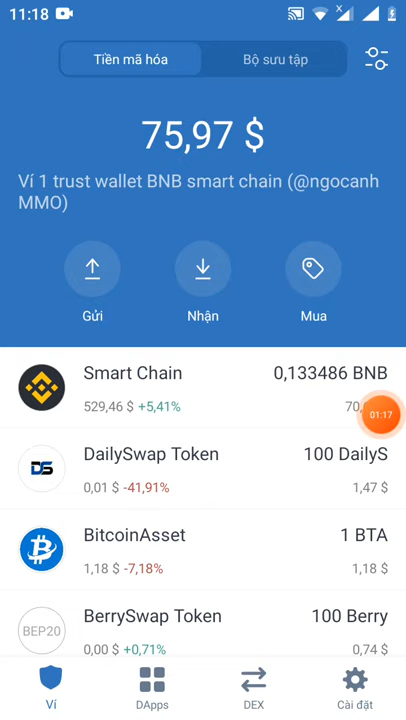 11:18
Tiền mã hóa
Bộ sưu tập
75,97 $
Ví 1 trust wallet BNB smart chain (@ngocanh
MMO)
Gửi
Nhận
Mua
Smart Chain
0,133486 BNB
529,46 $ +5,41%
70,
01:17
DailySwap Token
100 DailyS
DS
0,01 $ -41,91%
1,47 $
BitcoinAsset
1 BTA
1,18 $ -7,18%
1,18 $
BerrySwap Token
100 Berry
BEP20
0,00 $ +0,71%
0,74 $
Ví
DApps
DEX
Cài đặt